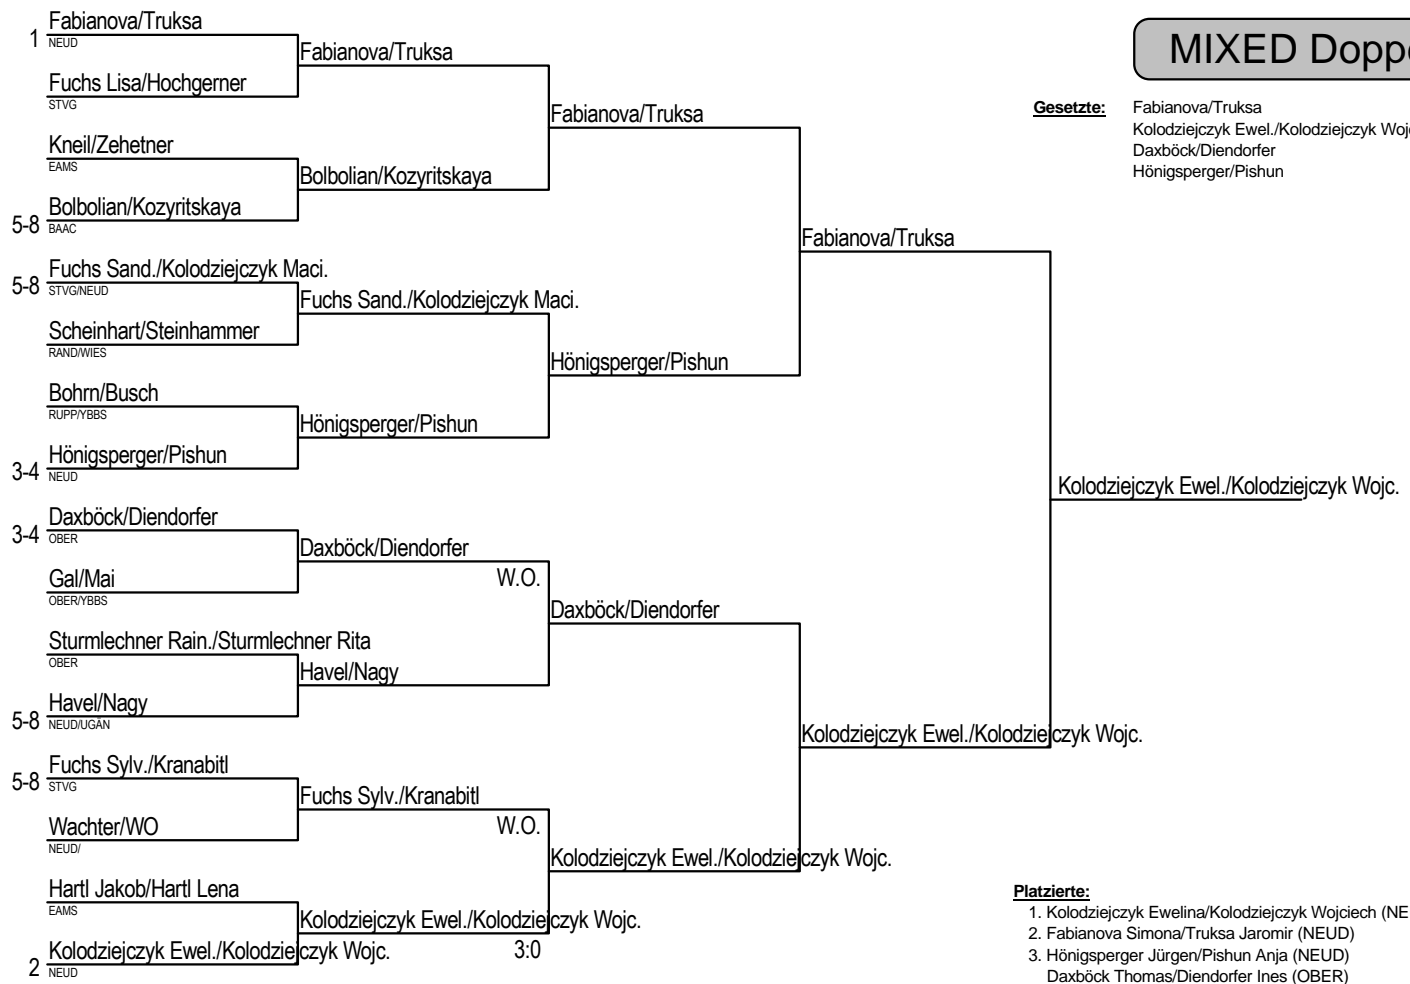 MIXED Dopp
Gesetzte:
Fabianova/Truksa
Kolodziejczyk Ewel./Kolodziejczyk
Daxböck/Diendorfer
Hönigsperger/Pishun
1 Fabianova/Truksa
NEUD
Fuchs Lisa/Hochgerner
STVG
Kneil/Zehetner
EAMS
5-8 Bolbolian/Kozyritskaya
BAAC
5-8 Fuchs Sand./Kolodziejczyk Maci.
STVG/NEUD
Scheinhart/Steinhammer
RAND/WIES
Bohrn/Busch
RUPP/YBBS
3-4 Hönigsperger/Pishun
NEUD
3-4 Daxböck/Diendorfer
OBER
Gal/Mai
OBER/YBBS
Sturmlechner Rain./Sturmlechner Rita
OBER
5-8 Havel/Nagy
NEUD/UGÄN
5-8 Fuchs Sylv./Kranabitl
STVG
Wachter/WO
NEUD/
Hartl Jakob/Hartl Lena
EAMS
2 Kolodziejczyk Ewel./Kolodziejczyk Wojc.
NEUD
Fabianova/Truksa
Bolbolian/Kozyritskaya
Fuchs Sand./Kolodziejczyk Maci.
Hönigsperger/Pishun
Daxböck/Diendorfer
W.O.
Havel/Nagy
Fuchs Sylv./Kranabitl
W.O.
Kolodziejczyk Ewel./Kolodziejczyk Wojc.
3:0
Fabianova/Truksa
Hönigsperger/Pishun
Daxböck/Diendorfer
Kolodziejczyk Ewel./Kolodziejczyk Wojc.
Fabianova/Truksa
Kolodziejczyk Ewel./Kolodziejczyk Wojc.
Kolodziejczyk Ewel./Kolodziejczyk Wojc.
Platzierte:
1. Kolodziejczyk Ewelina/Kolodziejczyk Wojciech (NE
2. Fabianova Simona/Truksa Jaromir (NEUD)
3. Hönigsperger Jürgen/Pishun Anja (NEUD)
Daxböck Thomas/Diendorfer Ines (OBER)